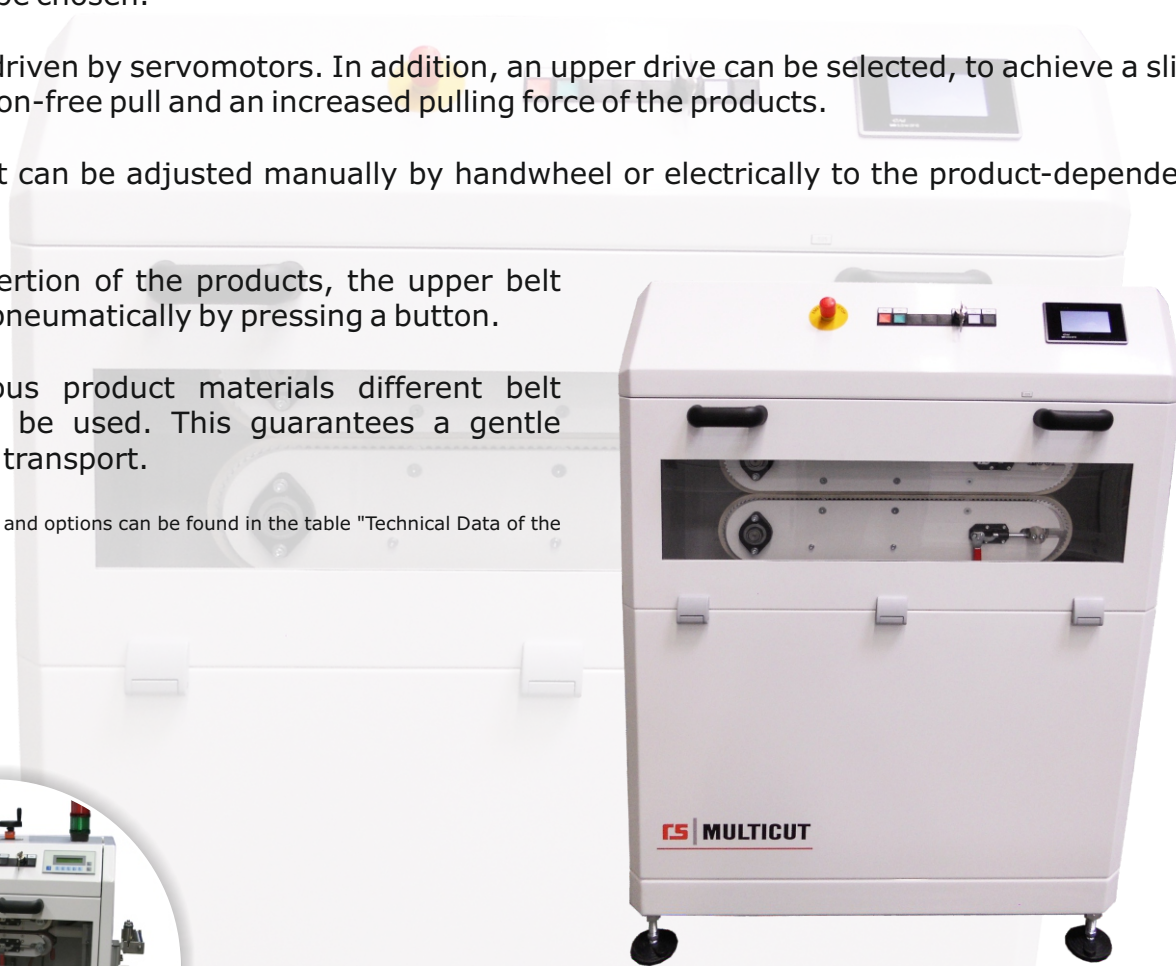 be chosen.
driven by servomotors. In addition, an upper drive can be selected, to achieve a sli
on-free pull and an increased pulling force of the products.
t can be adjusted manually by handwheel or electrically to the product-depende
ertion of the products, the upper belt
pneumatically by pressing a button.
ous product materials different belt
be used. This guarantees a gentle
transport.
and options can be found in the table "Technical Data of the
rs MULTICUT